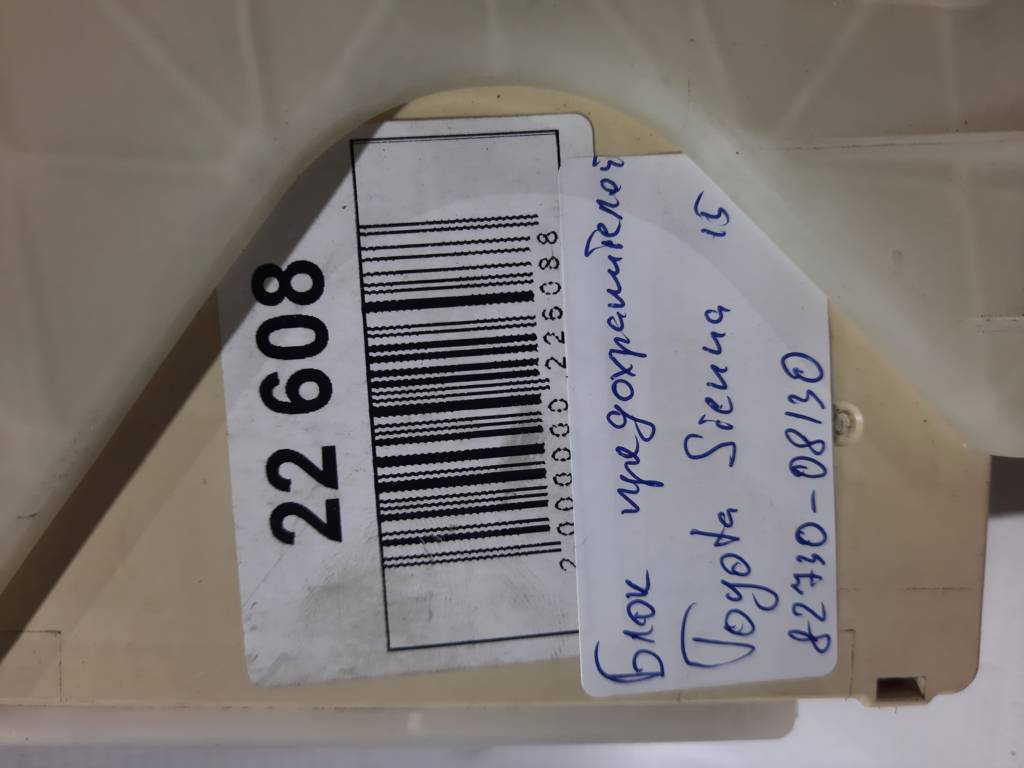 22 608
2000000226088
Блок предохранителей
Toyota Sienna 15
82730-08130